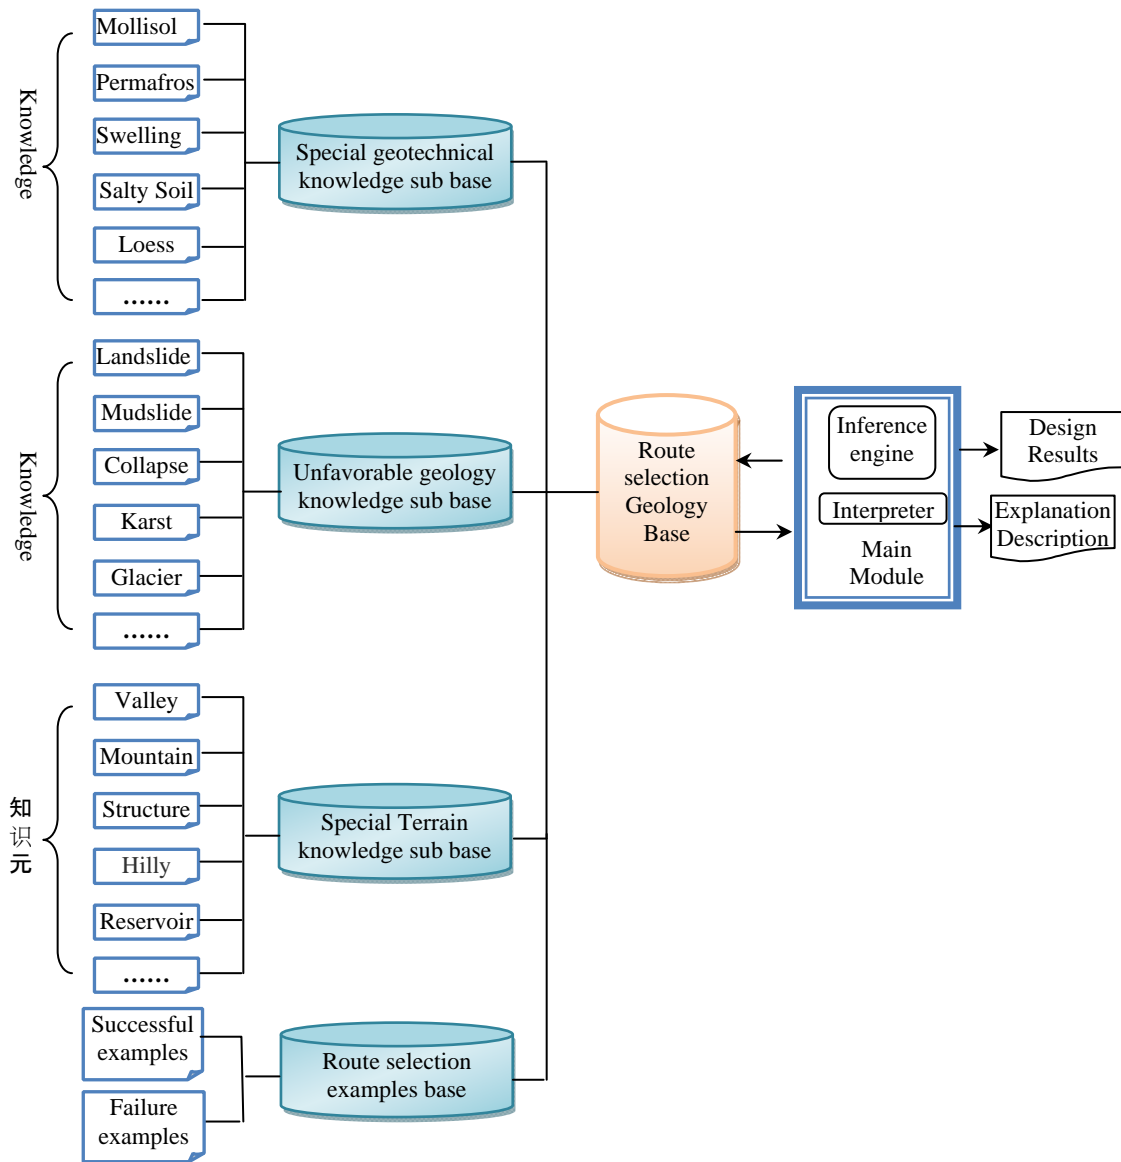 Knowledge
Mollisol
Permafros
Swelling
Salty Soil
Loess
......
Special geotechnical
knowledge sub base
Knowledge
Landslide
Mudslide
Collapse
Karst
Glacier
......
Unfavorable geology
knowledge sub base
知
识
元
Valley
Mountain
Structure
Hilly
Reservoir
......
Special Terrain
knowledge sub base
Successful
examples
Failure
examples
Route selection
examples base
Route
selection
Geology
Base
Inference
engine
Interpreter
Main
Module
Design
Results
Explanation
Description